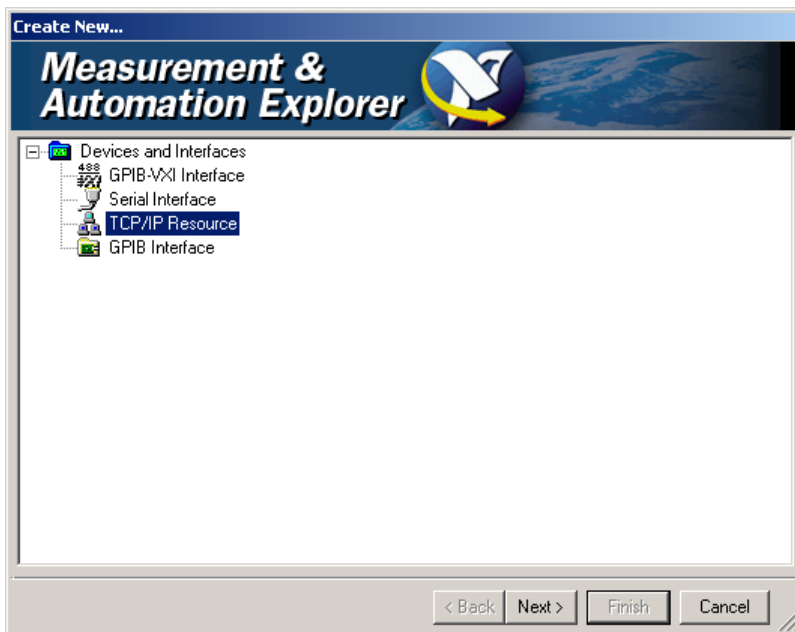 Create New...
Measurement &
Automation Explorer
Devices and Interfaces
GPIB-VXI Interface
Serial Interface
TCP/IP Resource
GPIB Interface
< Back Next > Finish Cancel